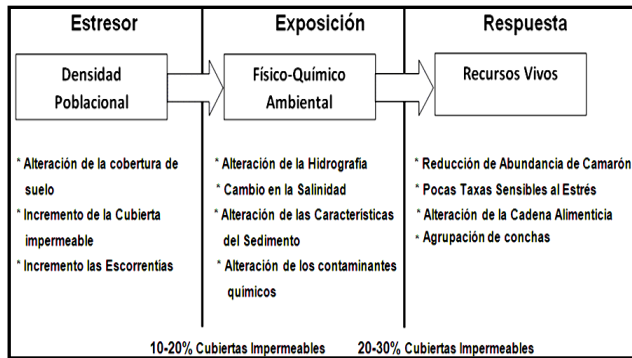 Estresor
Densidad
Poblacional
* Alteración de la cobertura de
suelo
* Incremento de la Cubierta
impermeable
* Incremento las Escorrentías
Exposición
Físico-Químico
Ambiental
* Alteración de la Hidrografía
* Cambio en la Salinidad
* Alteración de las Características
del Sedimento
* Alteración de los contaminantes
químicos
Respuesta
Recursos Vivos
* Reducción de Abundancia de Camarón
* Pocas Taxas Sensibles al Estrés
* Alteración de la Cadena Alimenticia
* Agrupación de conchas
10-20% Cubiertas Impermeables
20-30% Cubiertas Impermeables